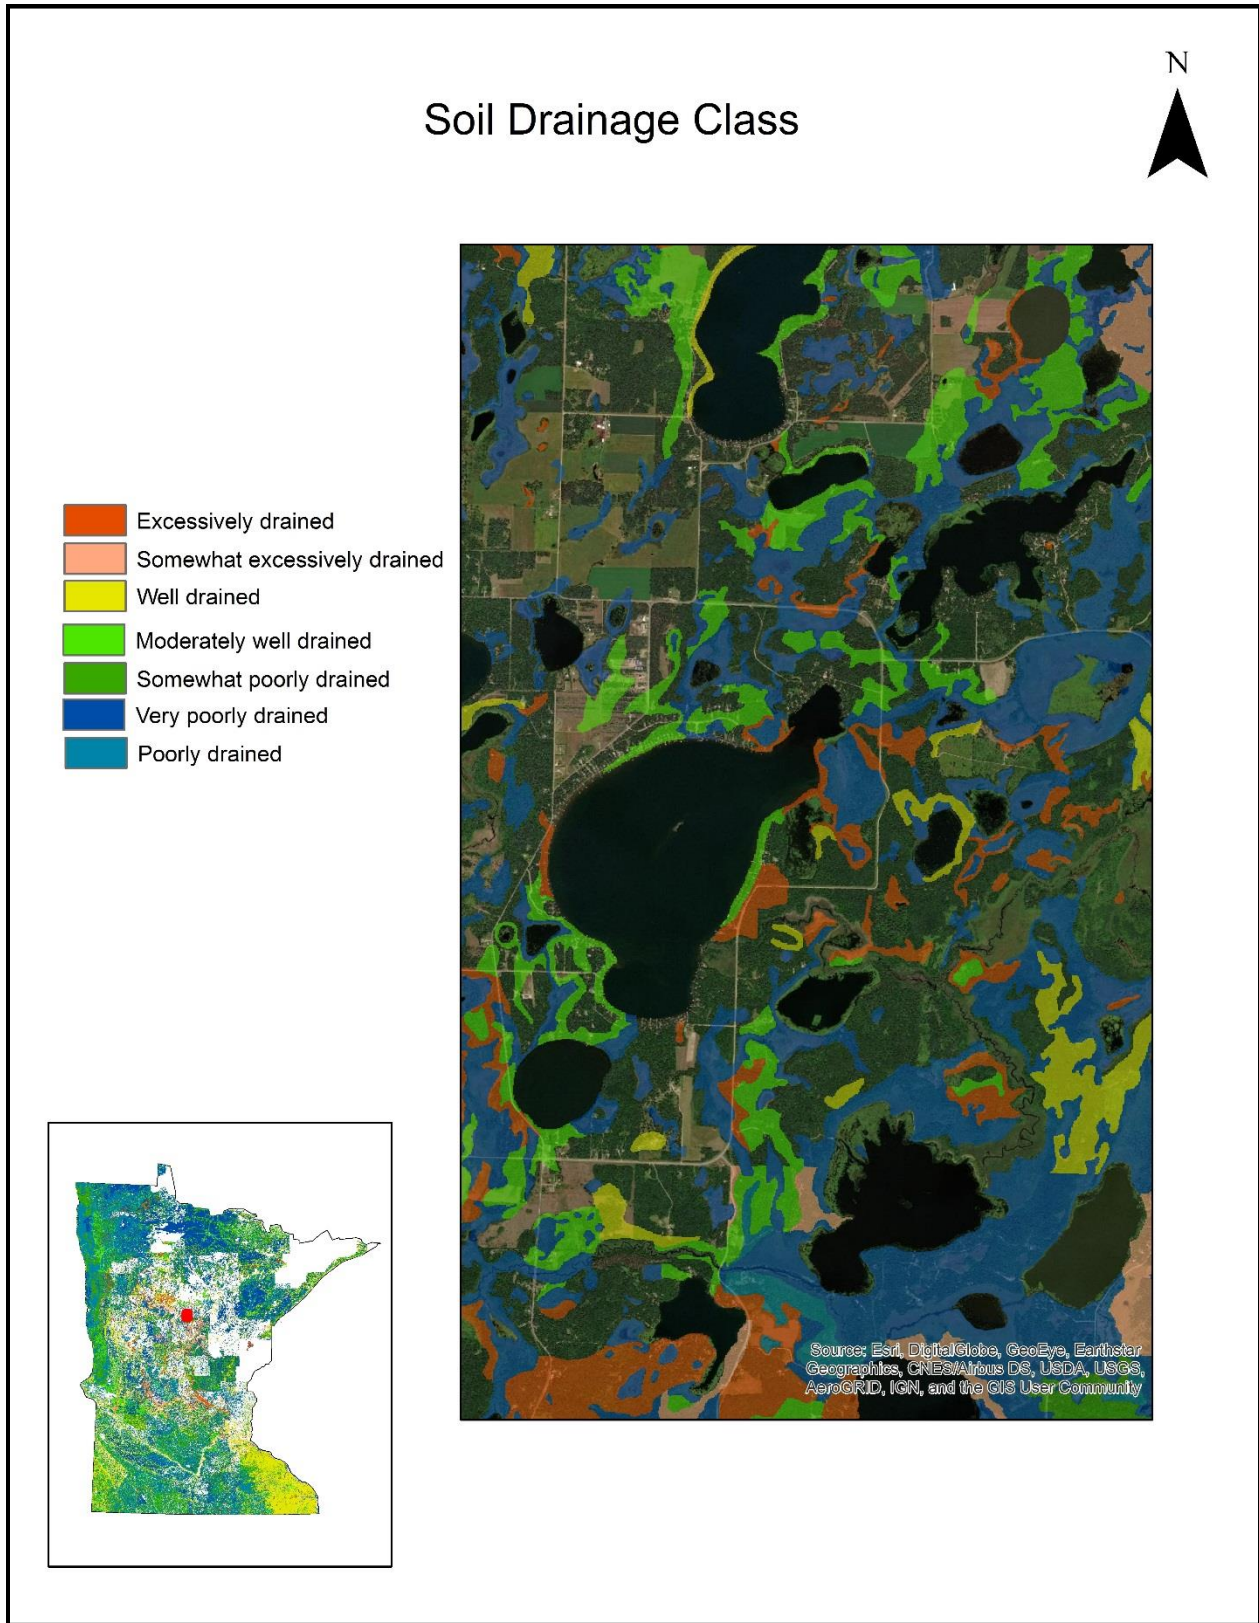 N
Soil Drainage Class
Excessively drained
Somewhat excessively drained
Well drained
Moderately well drained
Somewhat poorly drained
Very poorly drained
Poorly drained
Source: Esri, DigitalGlobe, GeoEye, Earthstar
Geographics, CNES/Airbus DS, USDA, USGS,
AeroGRID, IGN, and the GIS User Community